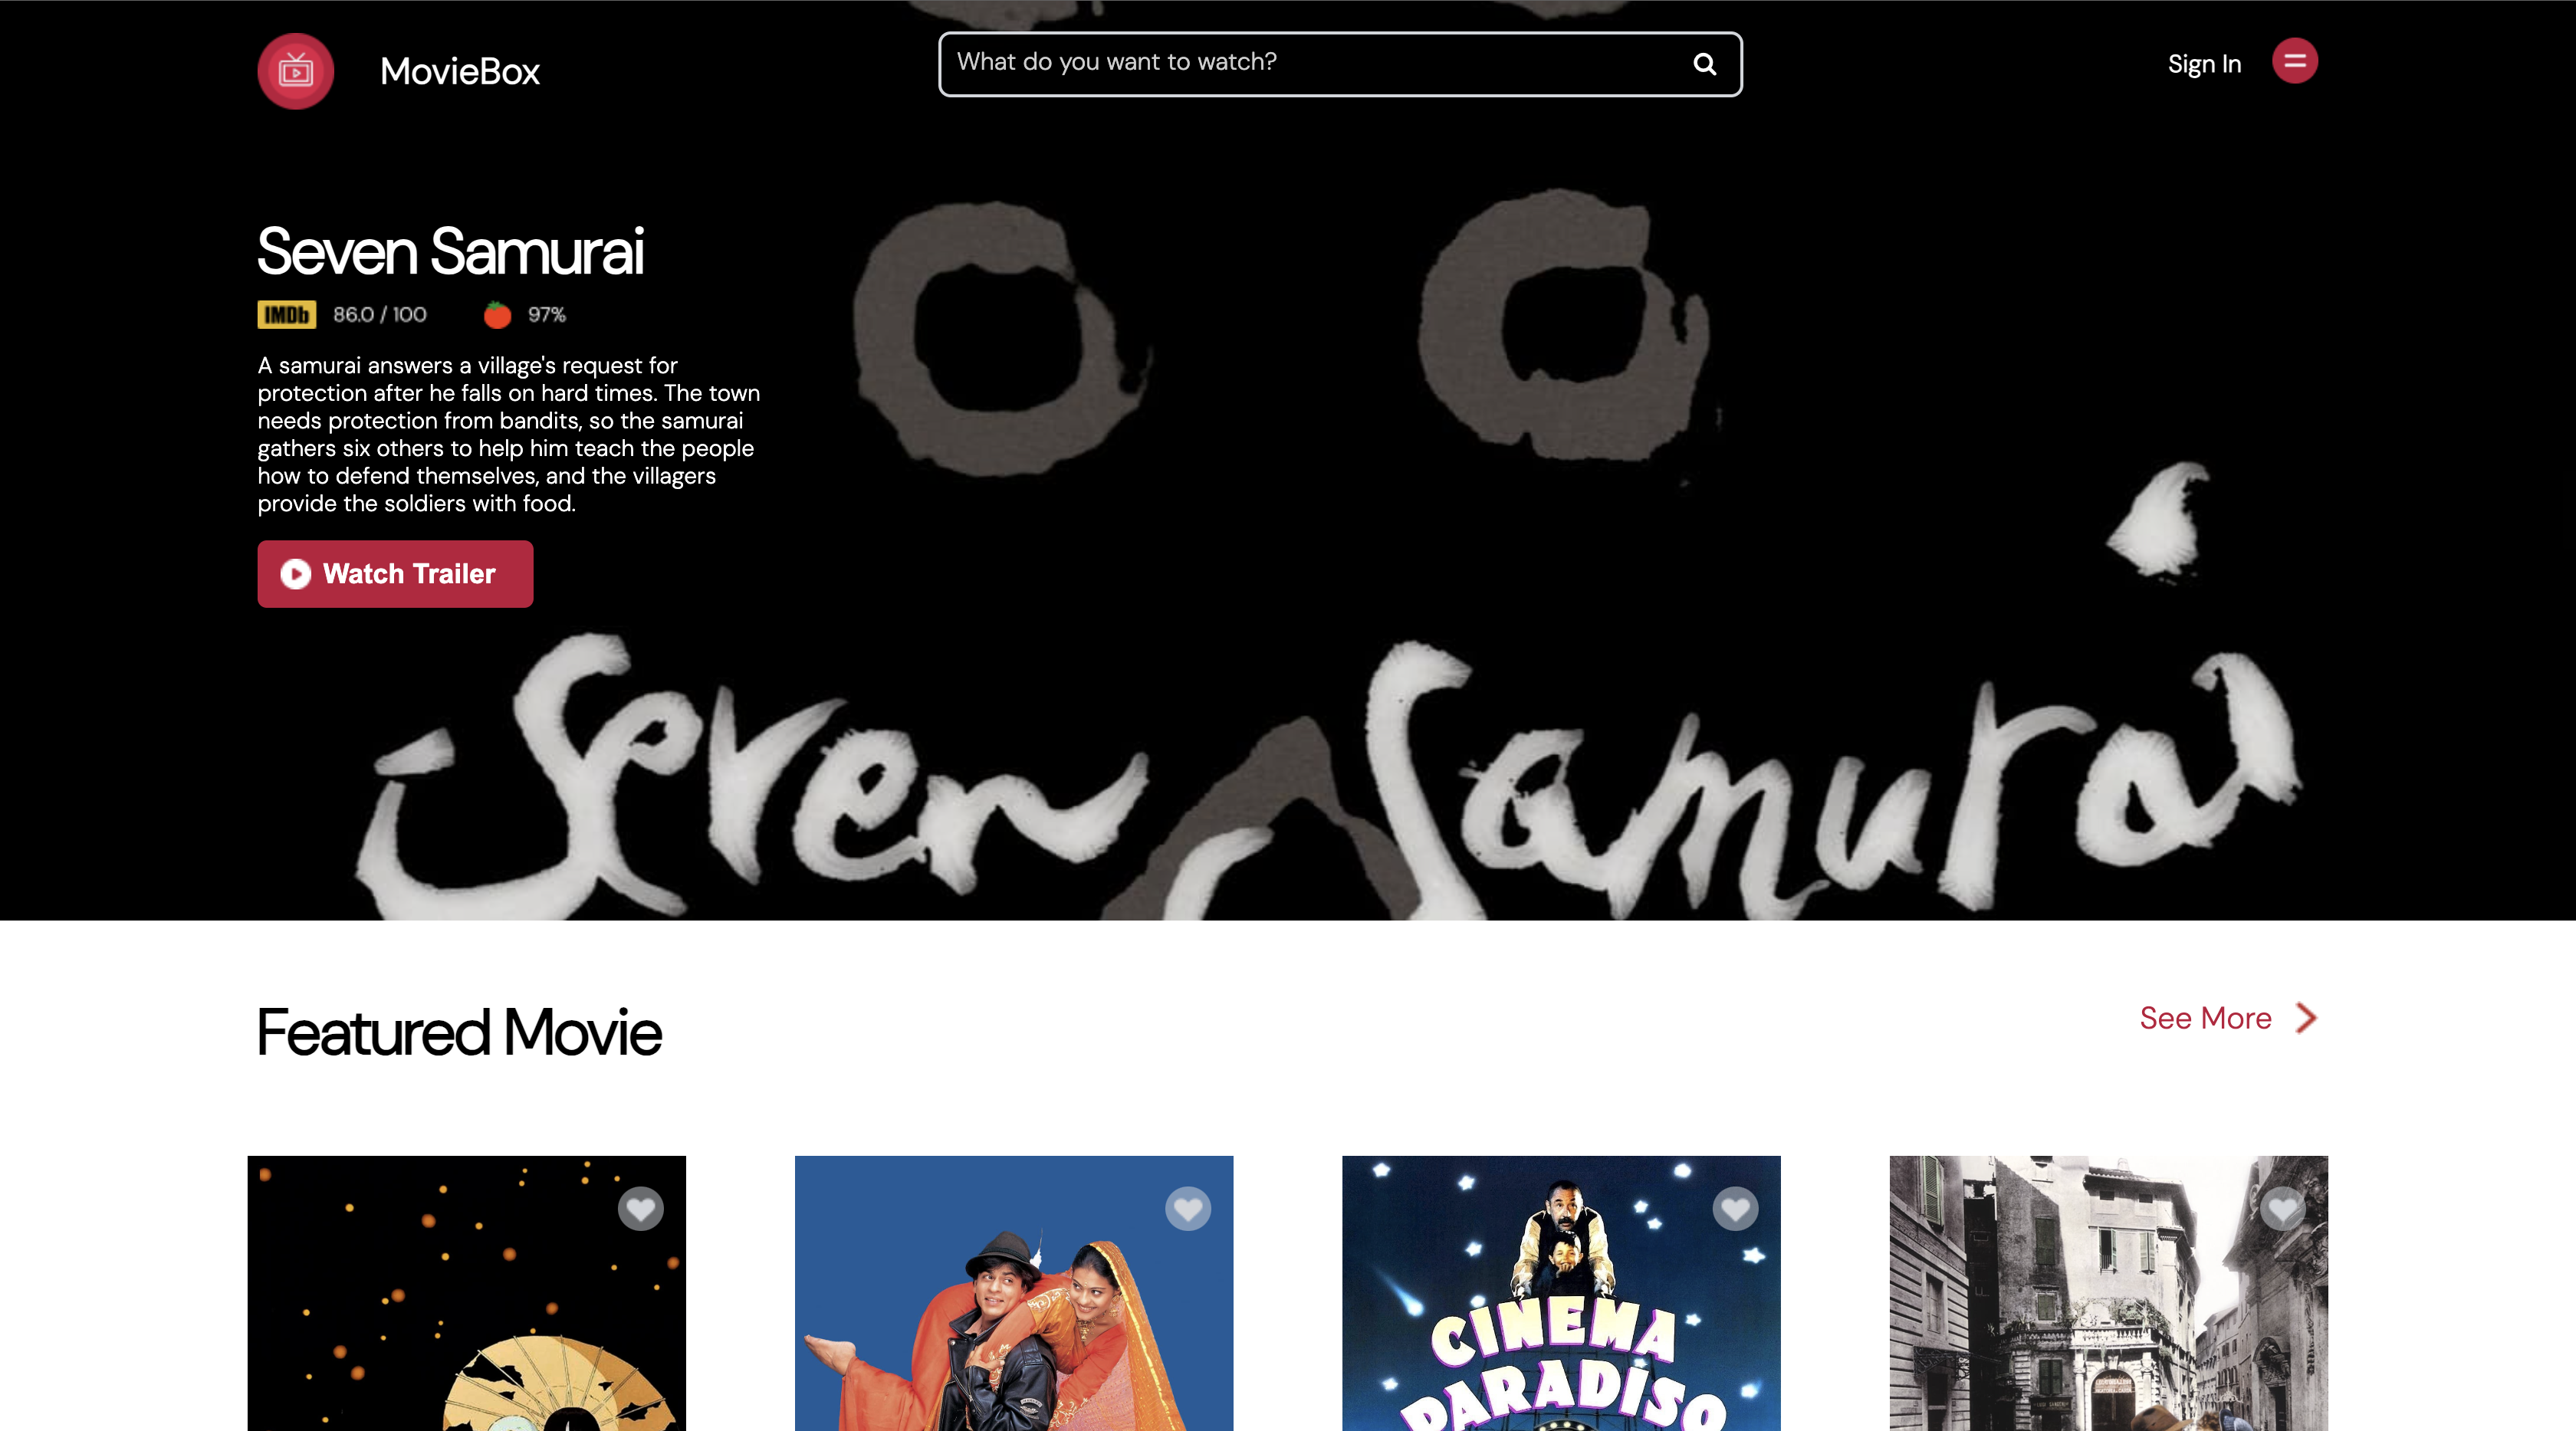 MovieBox
What do you want to watch?
Sign In
Seven Samurai
IMDb 86.0 / 100 97%
A samurai answers a village's request for
protection after he falls on hard times. The town
needs protection from bandits, so the samurai
gathers six others to help him teach the people
how to defend themselves, and the villagers
provide the soldiers with food.
Watch Trailer
Seven Samurai
Featured Movie
See More
CINEMA
PARADISO